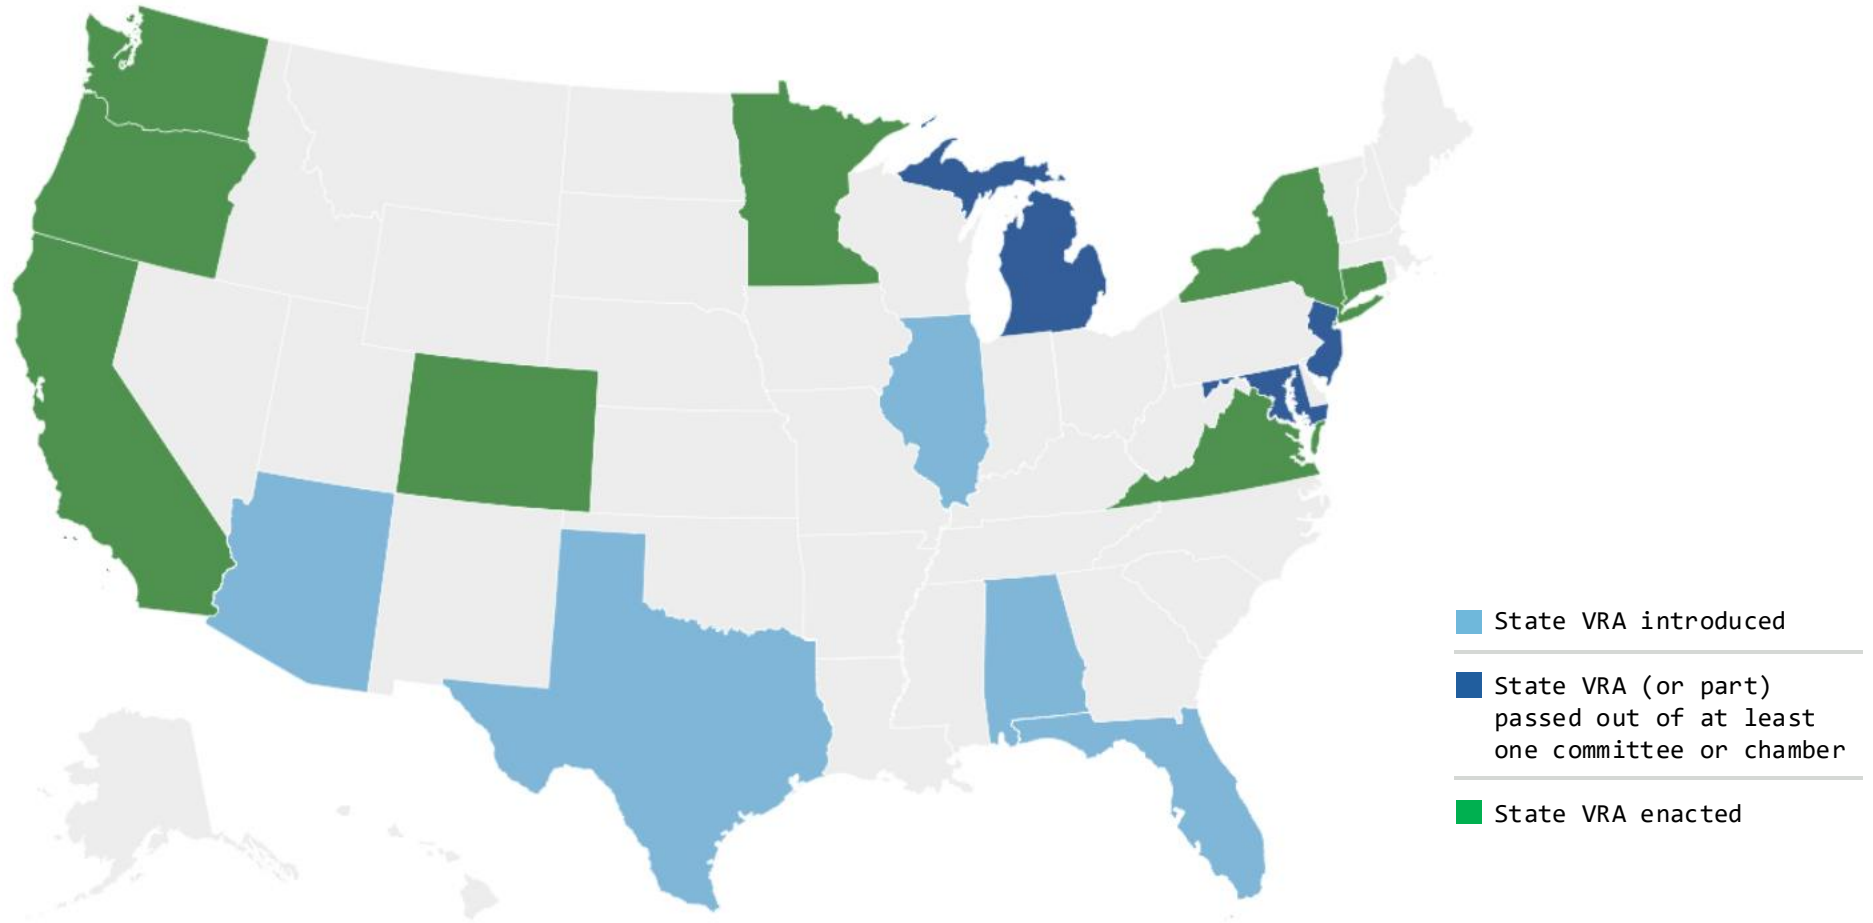 State VRA introduced
State VRA (or part)
passed out of at least
one committee or chamber
State VRA enacted